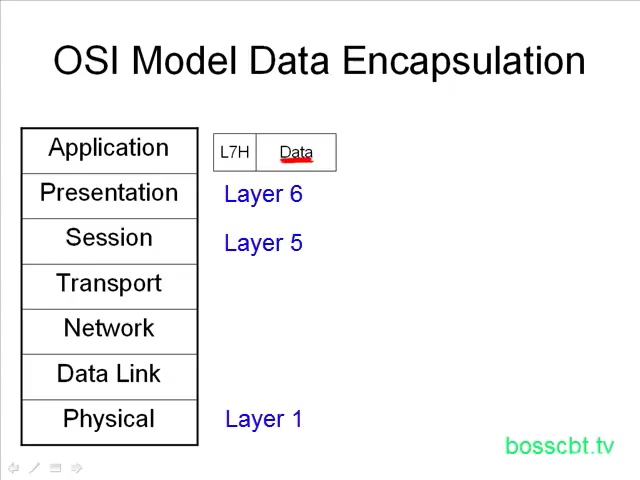 OSI Model Data Encapsulation
Application
L7H Data
Presentation Layer 6
Session Layer 5
Transport
Network
Data Link
Physical Layer 1
bosscbt.tv